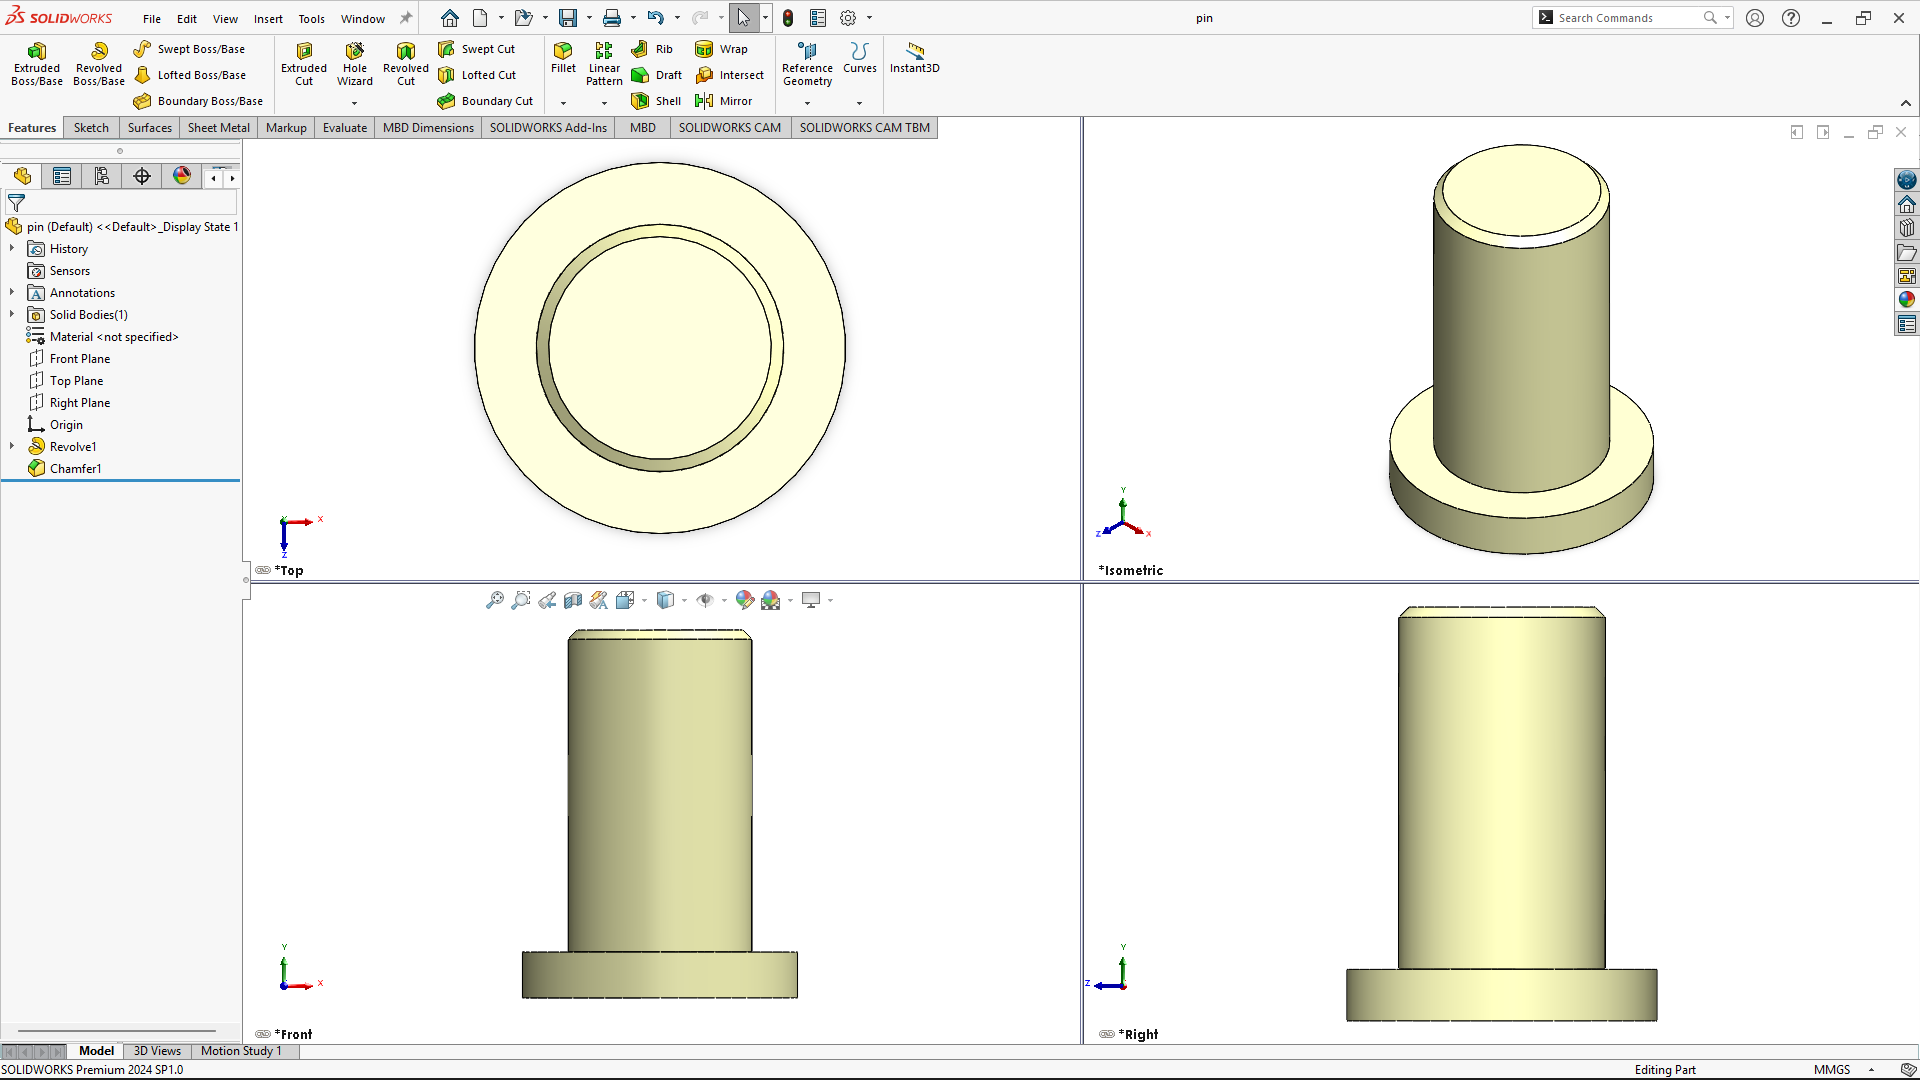 SOLIDWORKS File Edit View Insert Tools Window pin Search Commands
Extruded Boss/Base
Revolved Boss/Base
Swept Boss/Base
Lofted Boss/Base
Boundary Boss/Base
Extruded Cut
Hole Wizard
Revolved Cut
Swept Cut
Lofted Cut
Boundary Cut
Fillet
Linear Pattern
Rib
Draft
Shell
Wrap
Intersect
Mirror
Reference Geometry
Curves
Instant3D
Features Sketch Surfaces Sheet Metal Markup Evaluate MBD Dimensions SOLIDWORKS Add-Ins MBD SOLIDWORKS CAM SOLIDWORKS CAM TBM
pin (Default) <<Default>_Display State 1
History
Sensors
Annotations
Solid Bodies(1)
Material <not specified>
Front Plane
Top Plane
Right Plane
Origin
Revolve1
Chamfer1
Y
X
Z
*Top
Y
Z
X
*Isometric
Y
X
*Front
Y
Z
*Right
Model 3D Views Motion Study 1
SOLIDWORKS Premium 2024 SP1.0 Editing Part MMGS